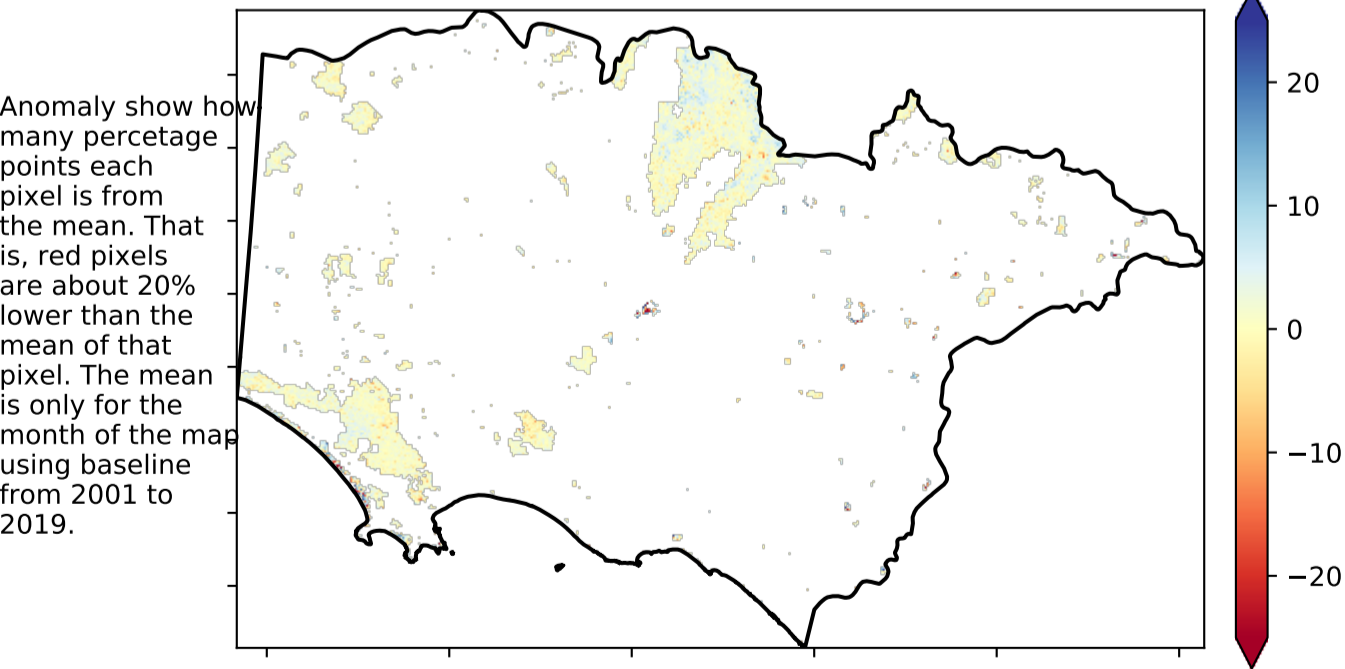 Anomaly show how
many percetage
points each
pixel is from
the mean. That
is, red pixels
are about 20%
lower than the
mean of that
pixel. The mean
is only for the
month of the map
using baseline
from 2001 to
2019.
20
10
0
−10
−20